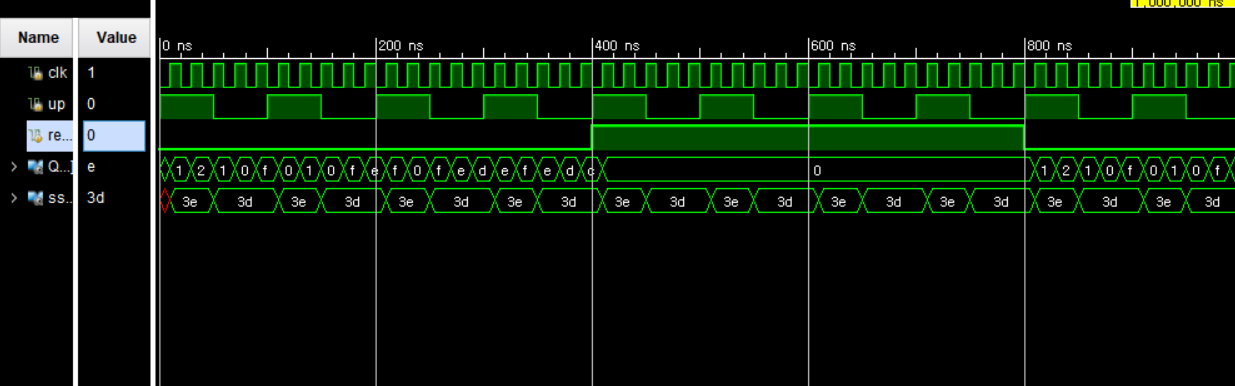 1,000,000 ns
Name Value
0 ns 200 ns 400 ns 600 ns 800 ns
clk 1
up 0
re... 0
> Q...] e 1 2 1 0 f 0 1 0 f e f 0 f e d e f e d c 0 1 2 1 0 f 0 1 0 f
> ss.. 3d 3e 3d 3e 3d 3e 3d 3e 3d 3e 3d 3e 3d 3e 3d 3e 3d 3e 3d 3e 3d